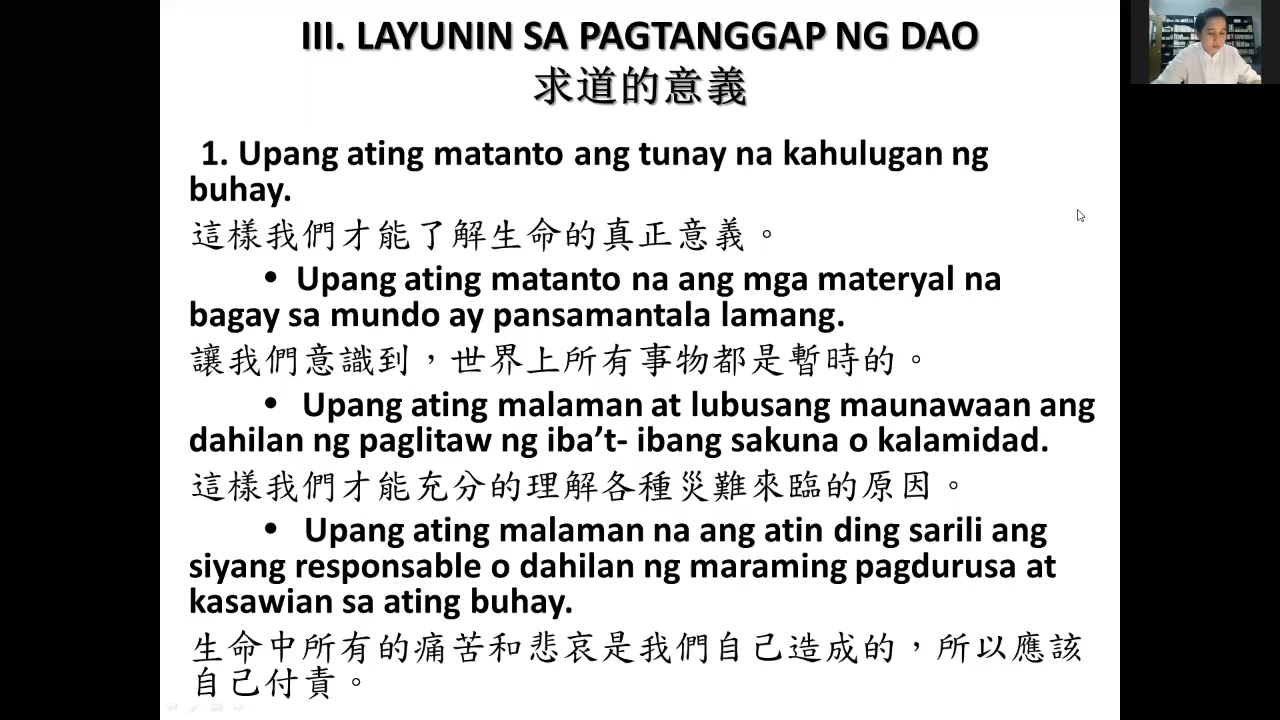 III. LAYUNIN SA PAGTANGGAP NG DAO
求道的意義
1. Upang ating matanto ang tunay na kahulugan ng
buhay.
這樣我們才能了解生命的真正意義。
• Upang ating matanto na ang mga materyal na
bagay sa mundo ay pansamantala lamang.
讓我們意識到，世界上所有事物都是暫時的。
• Upang ating malaman at lubusang maunawaan ang
dahilan ng paglitaw ng iba’t- ibang sakuna o kalamidad.
這樣我們才能充分的理解各種災難來臨的原因。
• Upang ating malaman na ang atin ding sarili ang
siyang responsable o dahilan ng maraming pagdurusa at
kasawian sa ating buhay.
生命中所有的痛苦和悲哀是我們自己造成的，所以應該
自己付責。